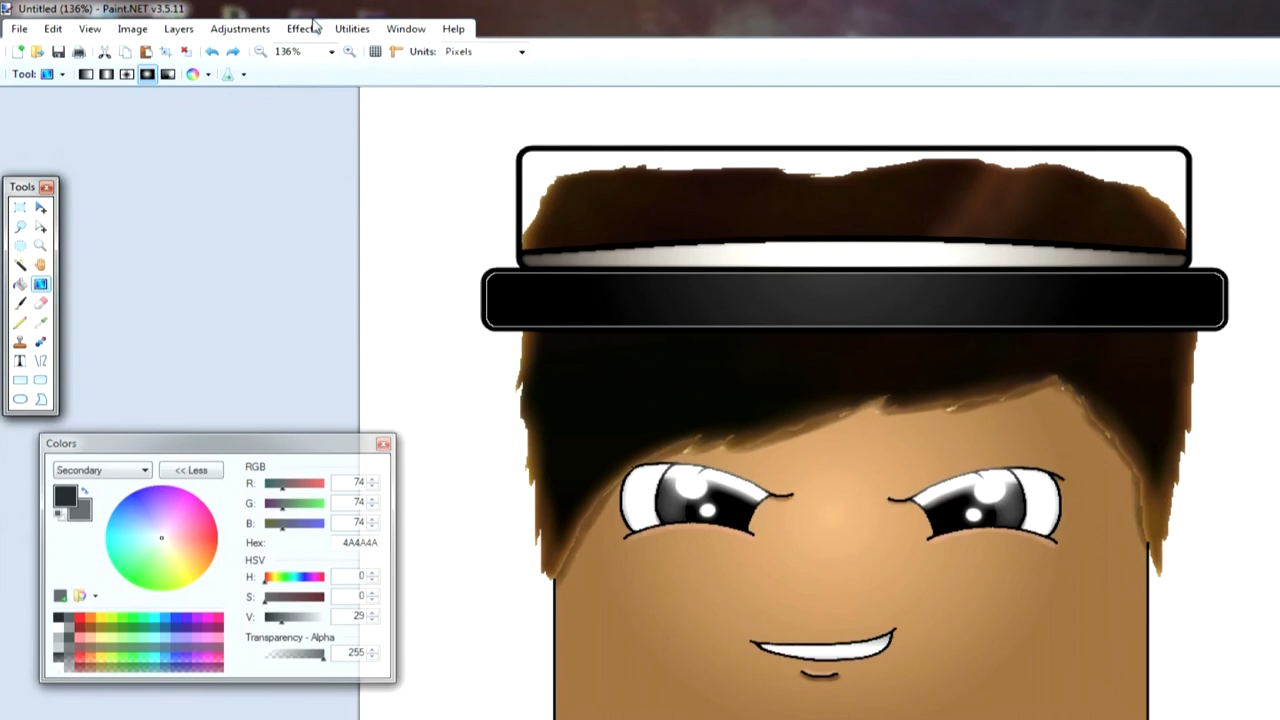 Untitled (136%) - Paint.NET v3.5.11
File Edit View Image Layers Adjustments Effects Utilities Window Help
136% Units: Pixels
Tool:
Tools
Colors
Secondary << Less
RGB
R: 74
G: 74
B: 74
Hex: 4A4A4A
HSV
H: 0
S: 0
V: 29
Transparency - Alpha
255